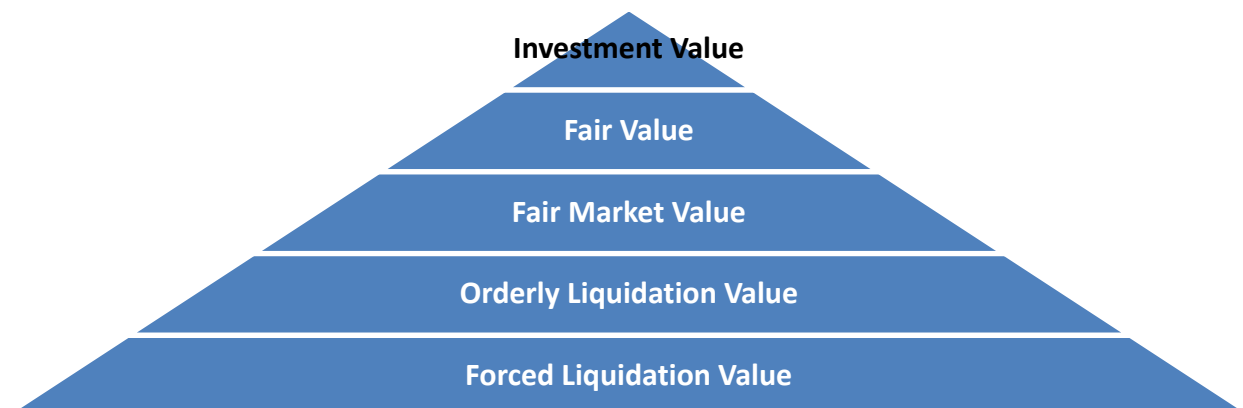 Investment Value
Fair Value
Fair Market Value
Orderly Liquidation Value
Forced Liquidation Value